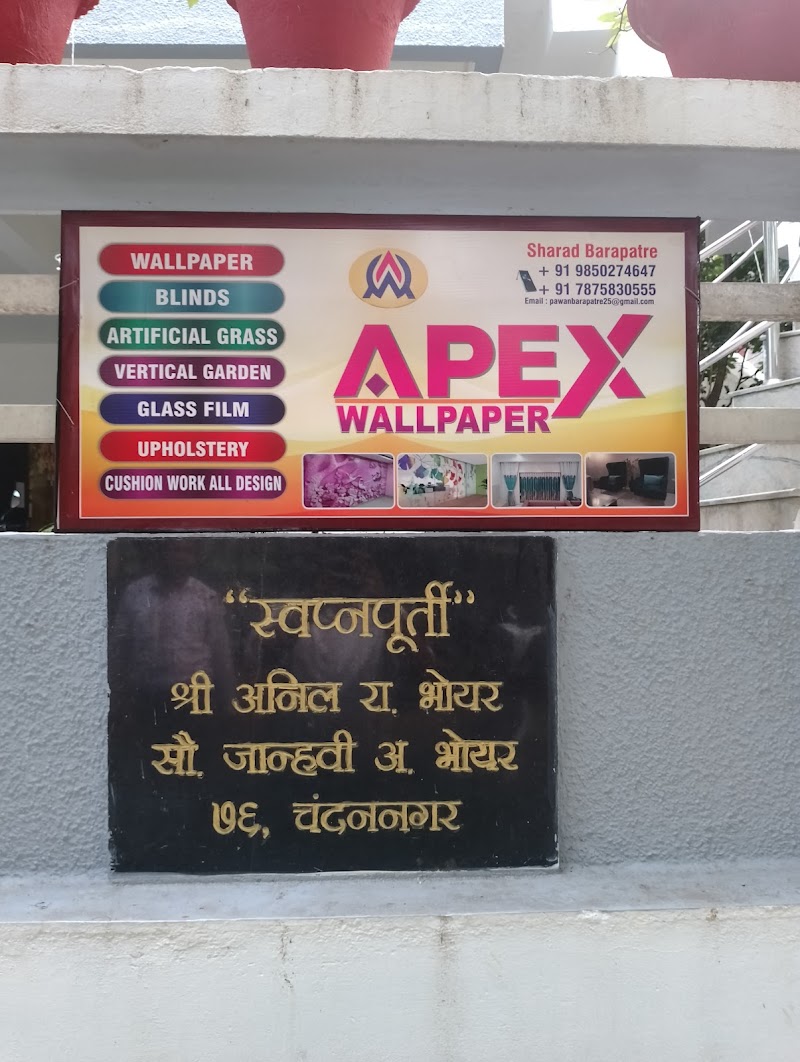 WALLPAPER
BLINDS
ARTIFICIAL GRASS
VERTICAL GARDEN
GLASS FILM
UPHOLSTERY
CUSHION WORK ALL DESIGN
Sharad Barapatre
+ 91 9850274647
+ 91 7875830555
Email : pawanbarapatre25@gmail.com
APEX
WALLPAPER
“स्वप्नपूर्ती”
श्री अनिल रा. भोयर
सौ. जान्हवी अ. भोयर
७६, चंदननगर